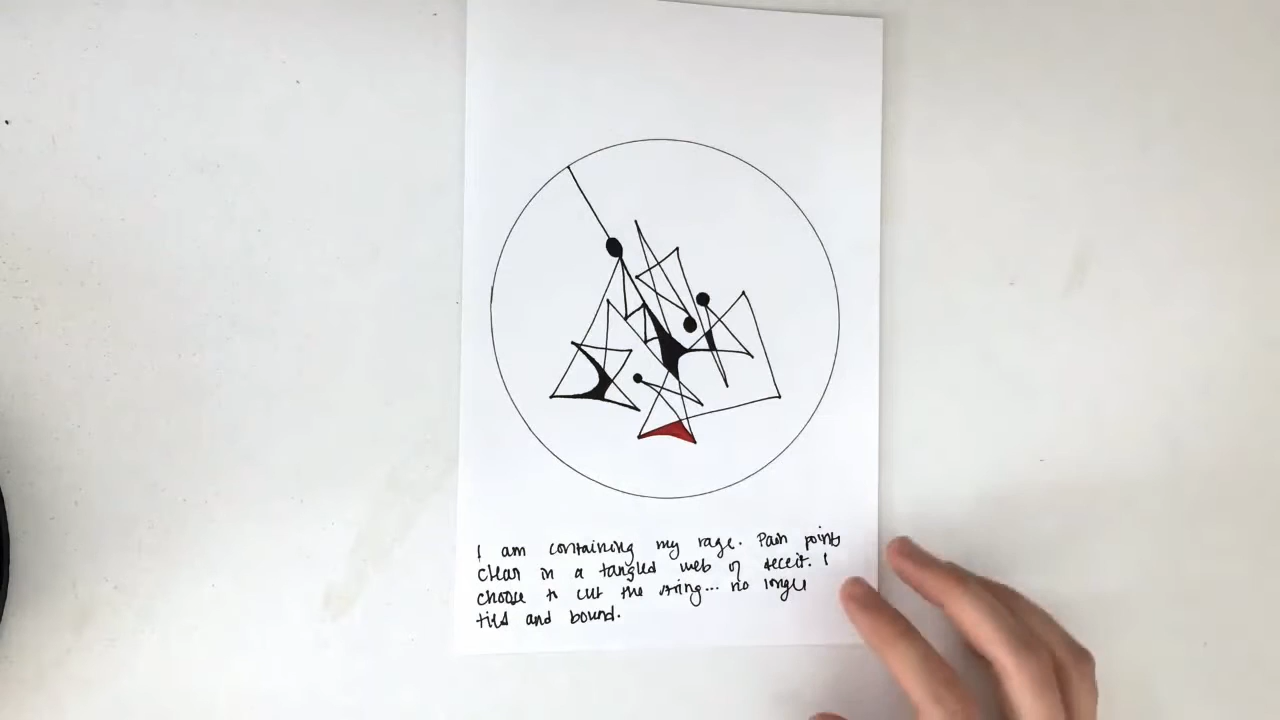 I am containing my rage. Pain points
clear in a tangled web of deceit. I
choose to cut the string... no longer
tied and bound.